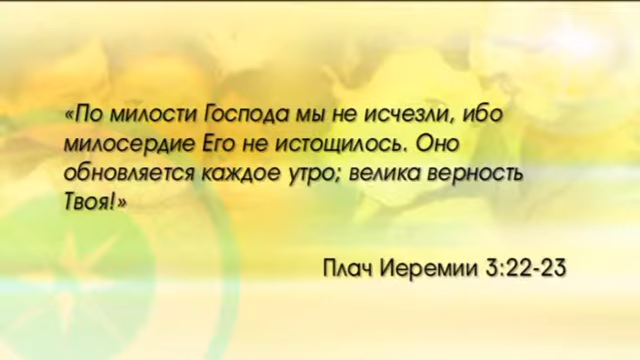 «По милости Господа мы не исчезли, ибо
милосердие Его не истощилось. Оно
обновляется каждое утро; велика верность
Твоя!»
Плач Иеремии 3:22-23